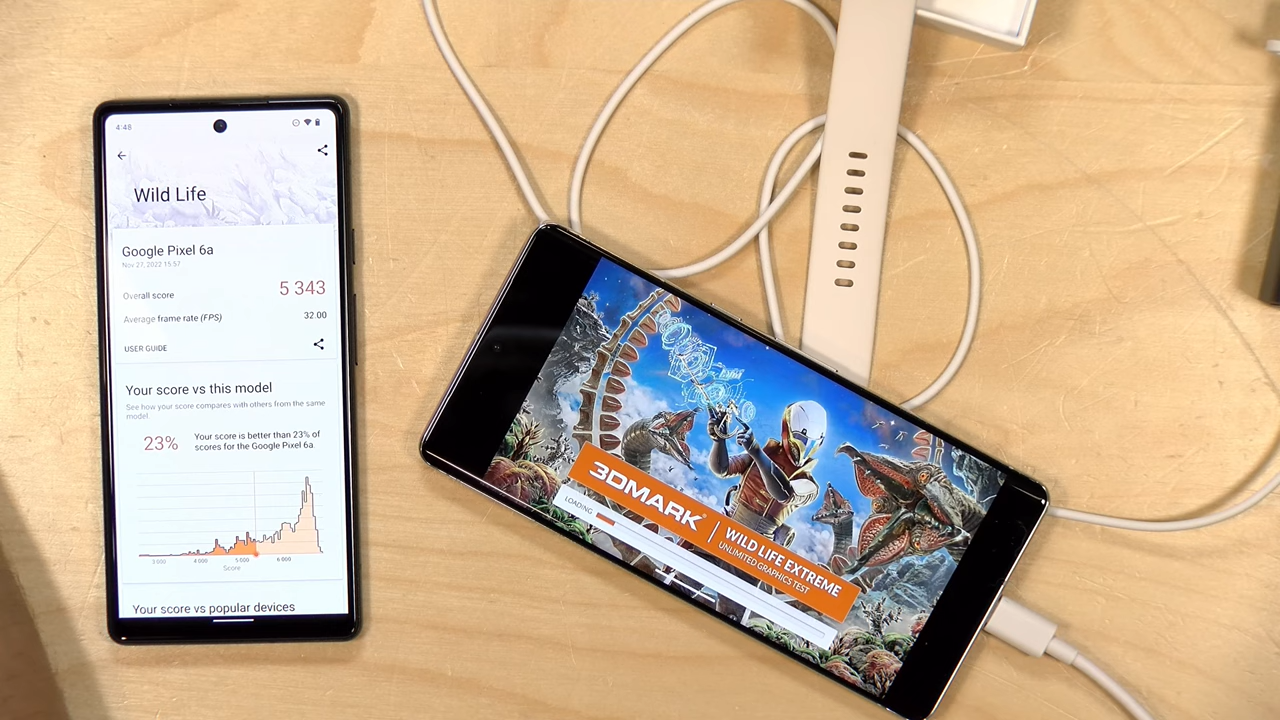 4:48
Wild Life
Google Pixel 6a
Nov 27, 2022 15:57
Overall score
5 343
Average frame rate (FPS)
32.00
USER GUIDE
Your score vs this model
See how your score compares with others from the same
model.
23%
Your score is better than 23% of
scores for the Google Pixel 6a.
3 000 4 000 5 000 6 000
Score
Your score vs popular devices
LOADING
3DMARK® | WILD LIFE EXTREME
UNLIMITED GRAPHICS TEST